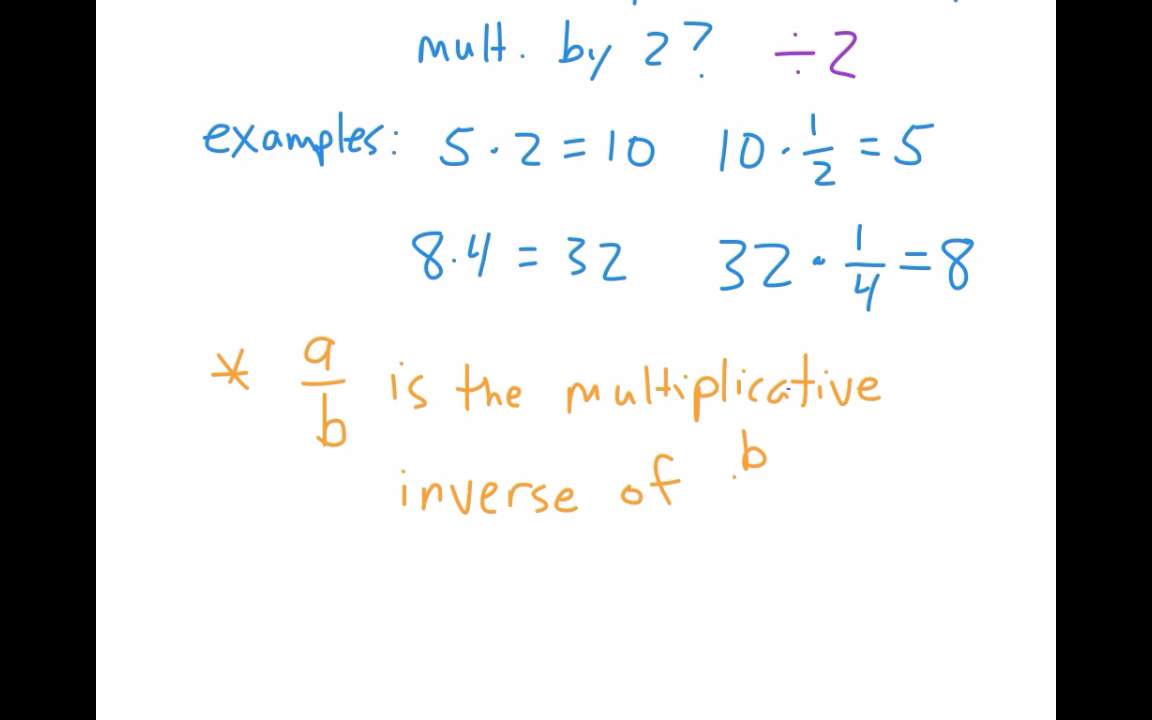 mult. by 2? ÷2
examples: 5 · 2 = 10 10 · 1/2 = 5
8 · 4 = 32 32 · 1/4 = 8
* a/b is the multiplicative
inverse of b